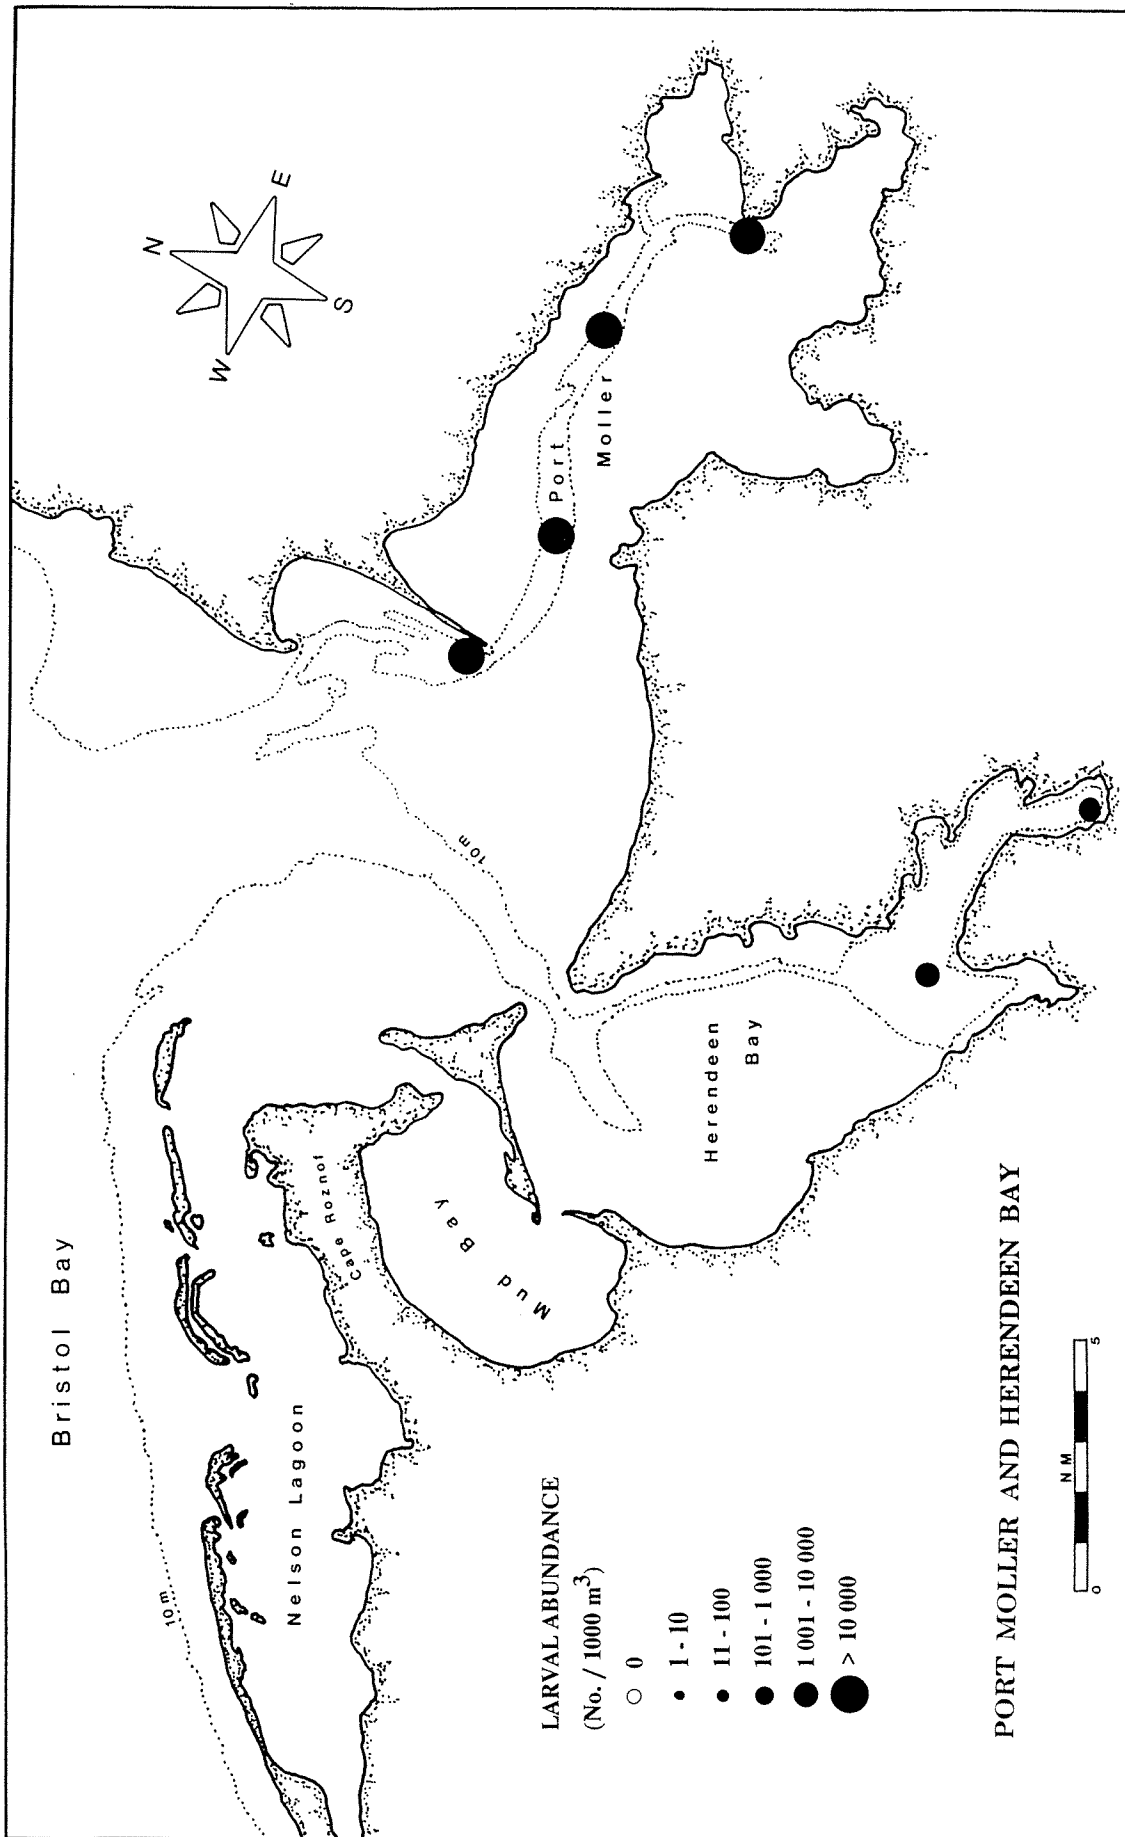 Bristol Bay
10 m
Nelson Lagoon
Cape Roznof
Mud Bay
10 m
Herendeen
Bay
Port
Moller
N
E
S
W
LARVAL ABUNDANCE
(No. / 1000 m³)
0
1 - 10
11 - 100
101 - 1 000
1 001 - 10 000
> 10 000
PORT MOLLER AND HERENDEEN BAY
NM
0 5